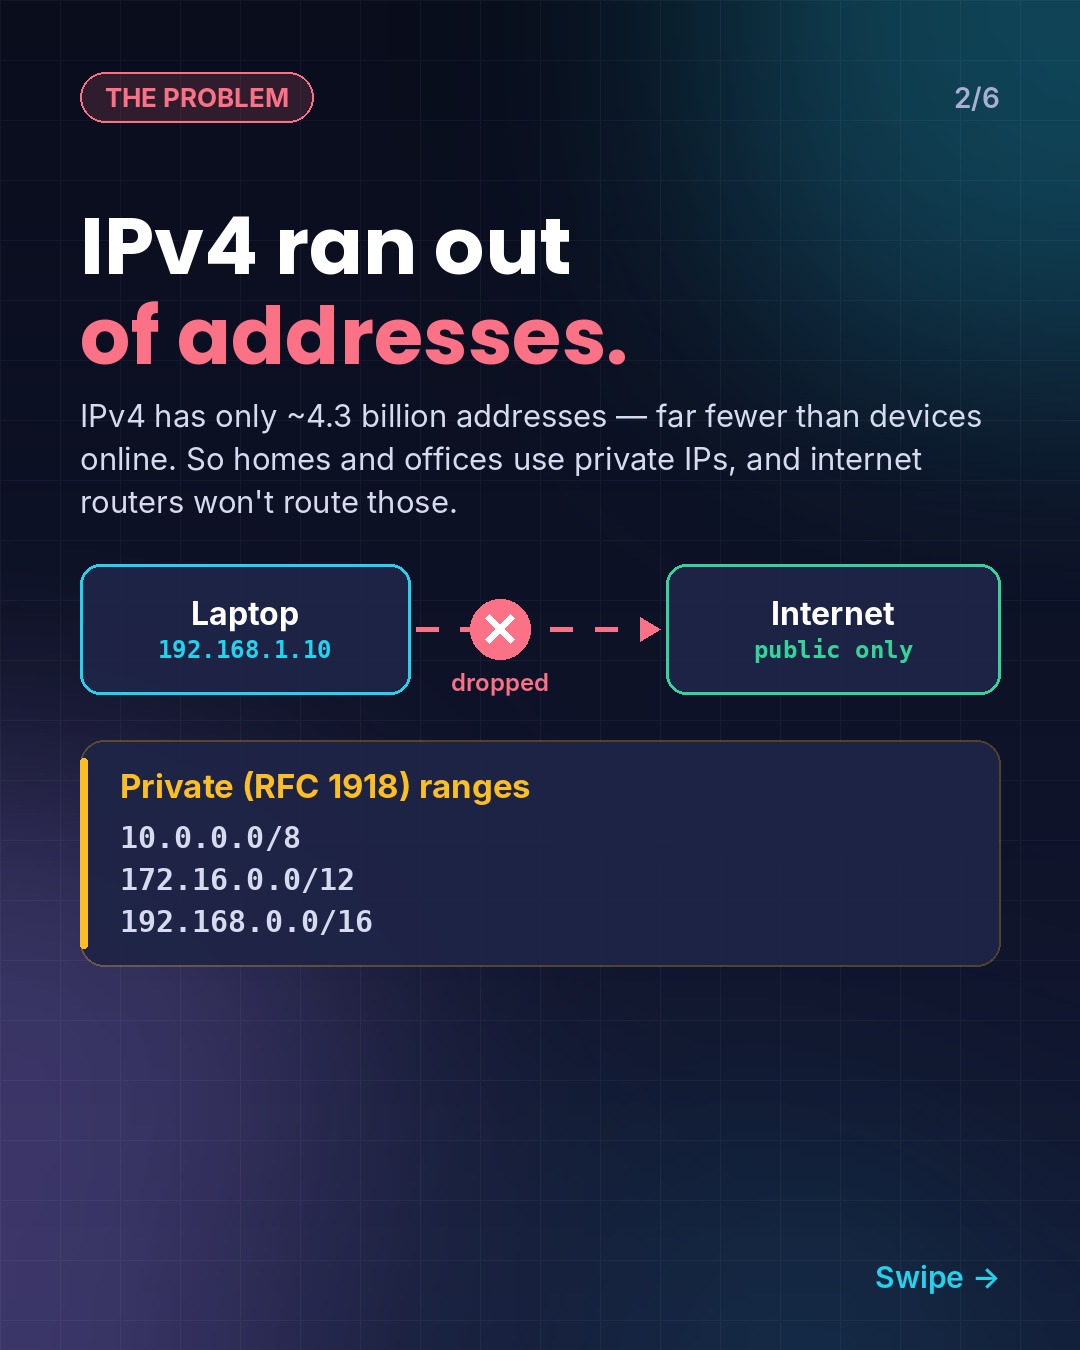 THE PROBLEM
2/6
IPv4 ran out
of addresses.
IPv4 has only ~4.3 billion addresses — far fewer than devices
online. So homes and offices use private IPs, and internet
routers won't route those.
Laptop
192.168.1.10
dropped
Internet
public only
Private (RFC 1918) ranges
10.0.0.0/8
172.16.0.0/12
192.168.0.0/16
Swipe →